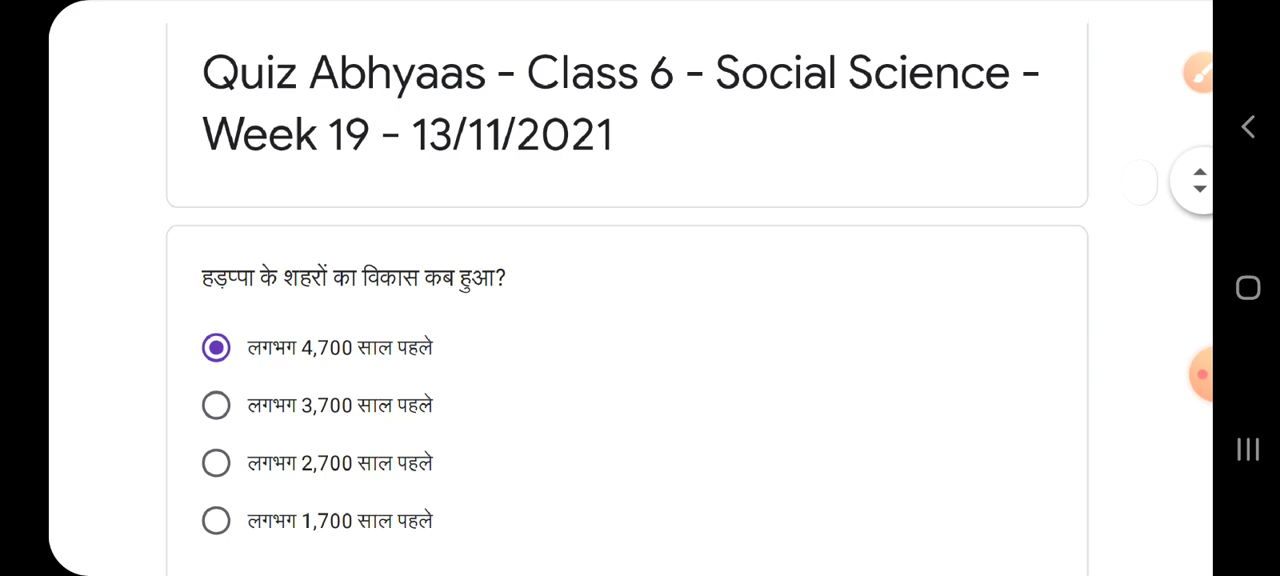 Quiz Abhyaas - Class 6 - Social Science -
Week 19 - 13/11/2021
हड़प्पा के शहरों का विकास कब हुआ?
लगभग 4,700 साल पहले
लगभग 3,700 साल पहले
लगभग 2,700 साल पहले
लगभग 1,700 साल पहले